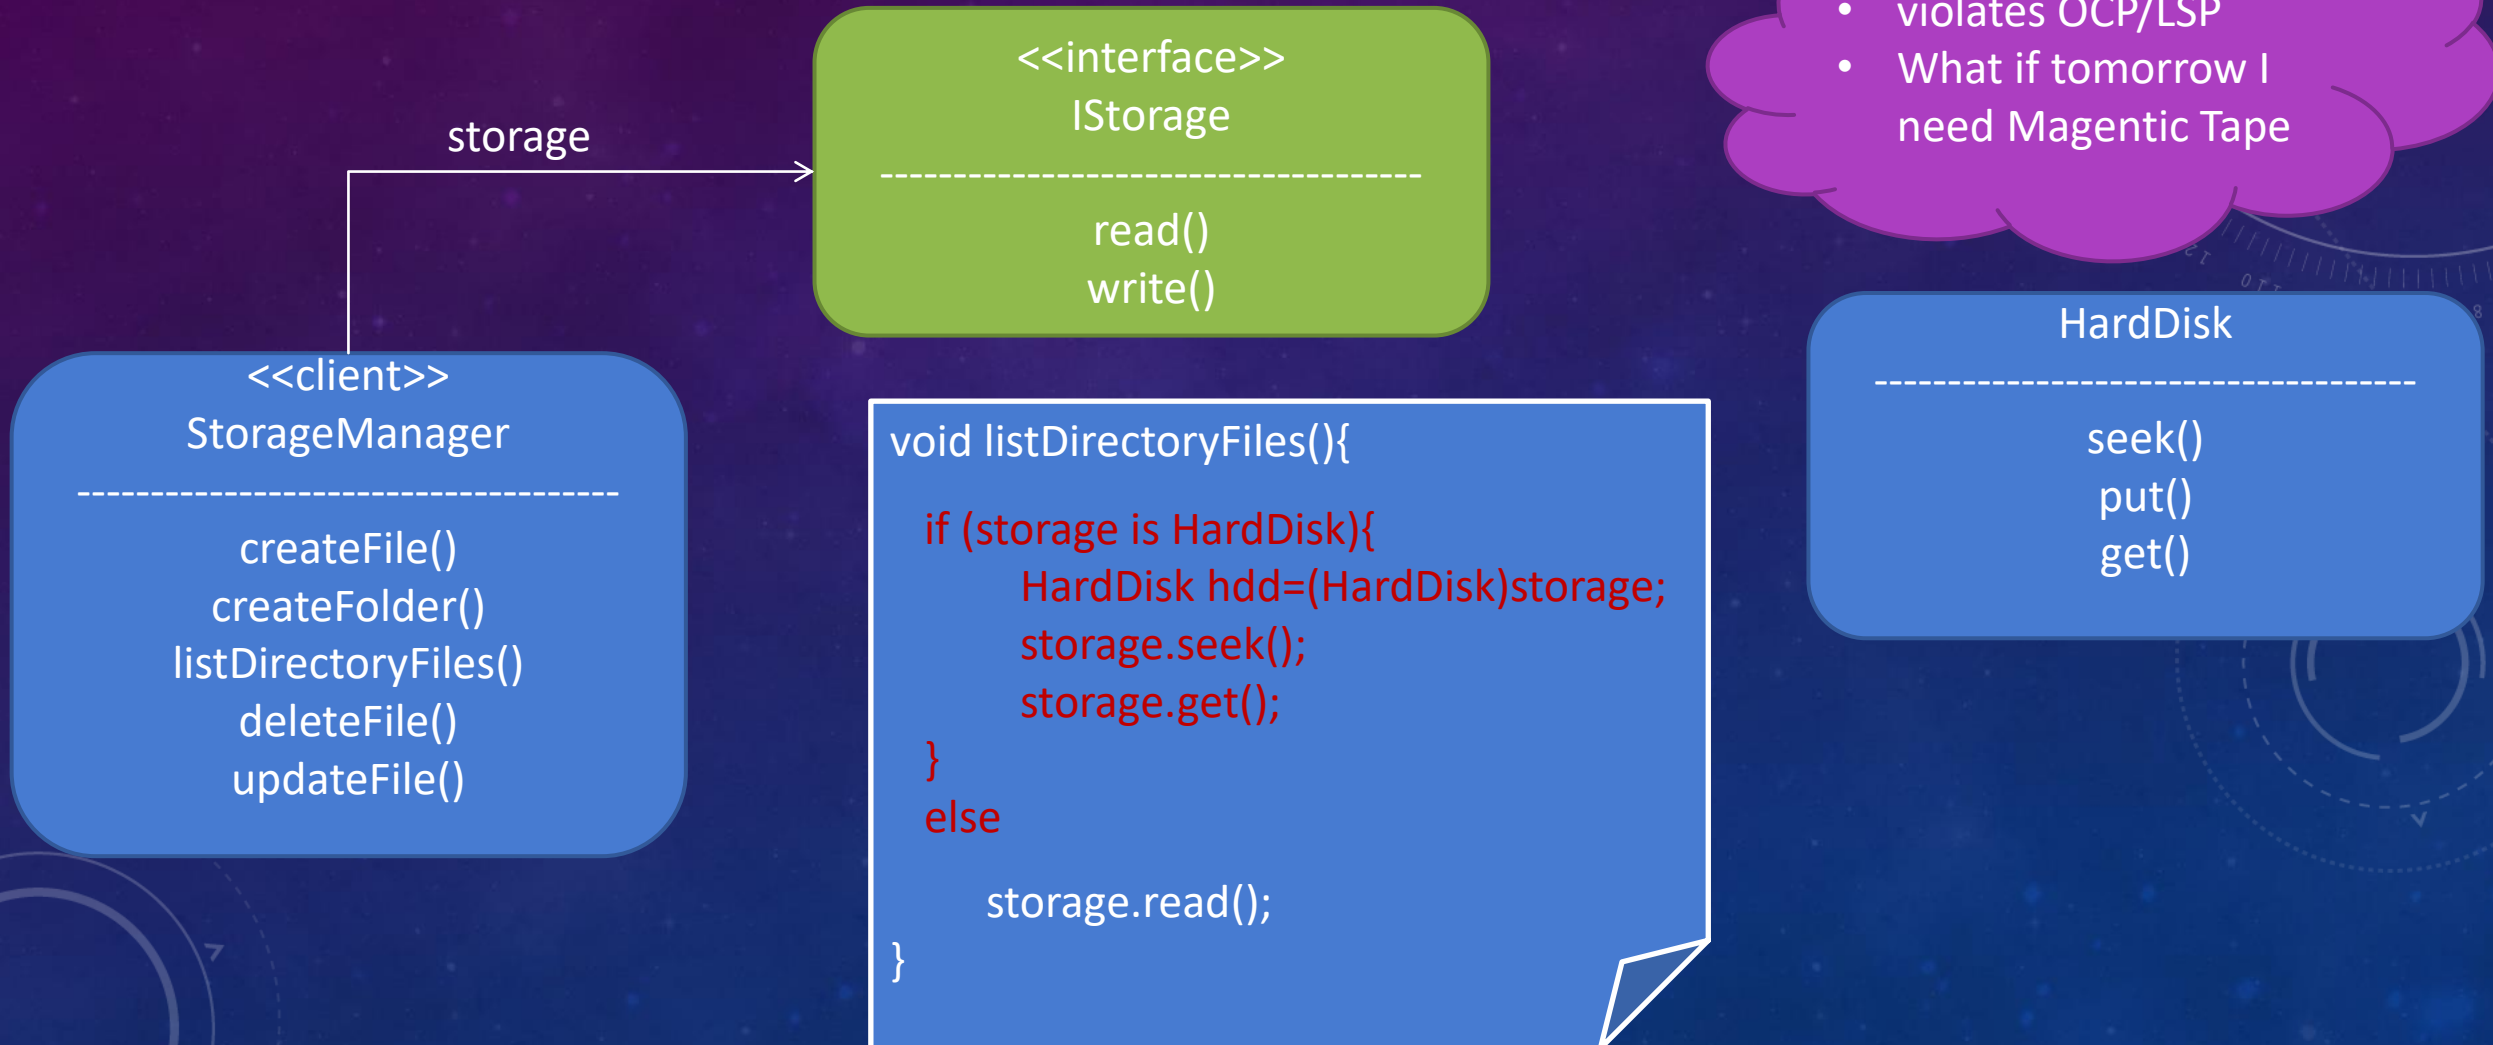 violates OCP/LSP
What if tomorrow I
need Magentic Tape
storage
<<interface>>
IStorage
-------------------------------------
read()
write()
<<client>>
StorageManager
-------------------------------------
createFile()
createFolder()
listDirectoryFiles()
deleteFile()
updateFile()
void listDirectoryFiles(){
if (storage is HardDisk){
HardDisk hdd=(HardDisk)storage;
storage.seek();
storage.get();
}
else
storage.read();
}
HardDisk
-------------------------------------
seek()
put()
get()